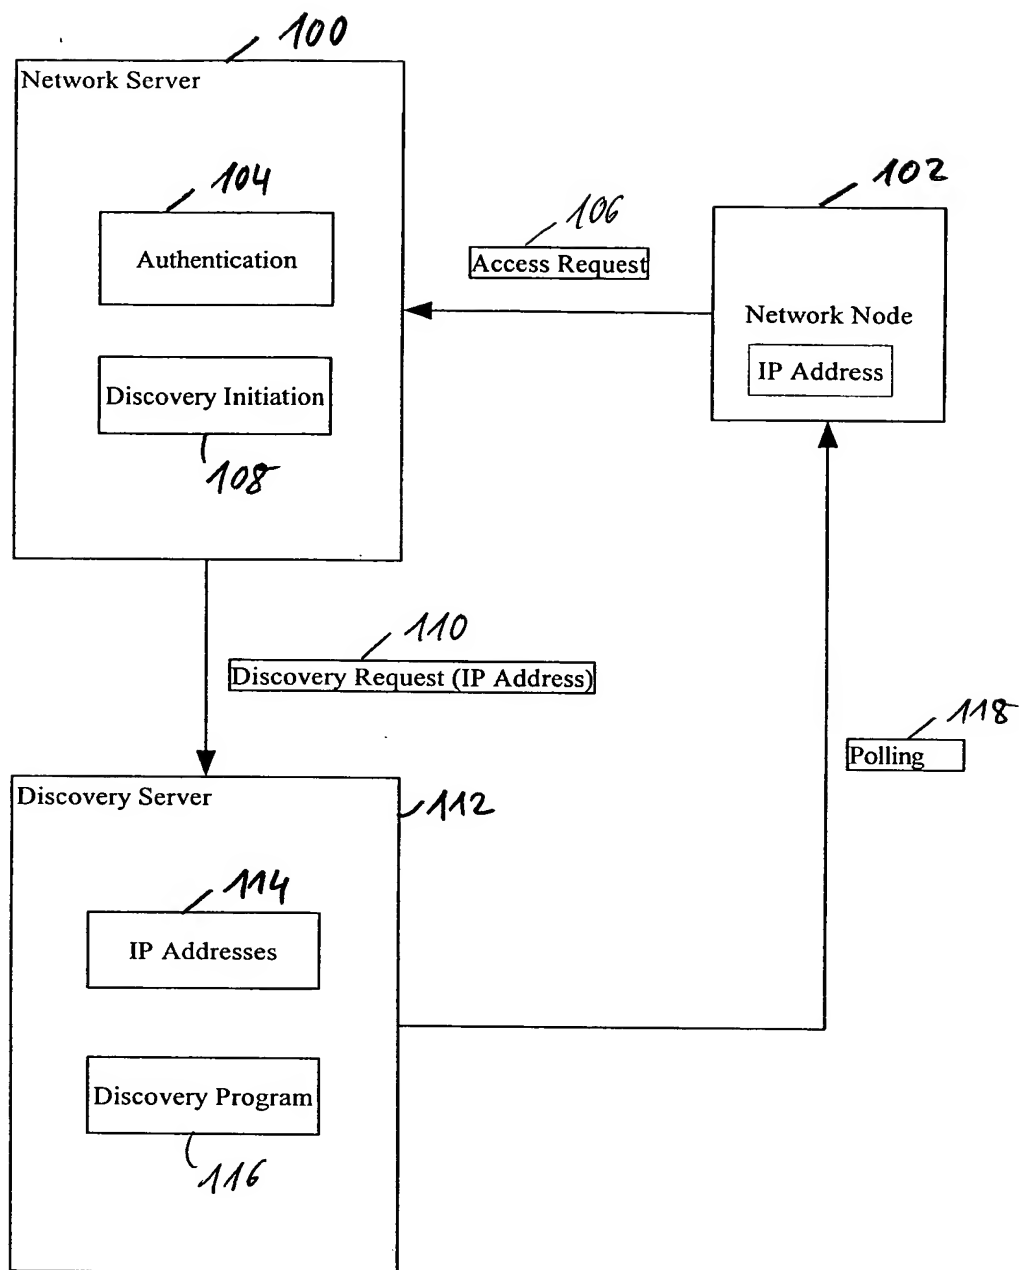 100
Network Server
104
Authentication
Discovery Initiation
108
106
Access Request
102
Network Node
IP Address
110
Discovery Request (IP Address)
118
Polling
Discovery Server
112
114
IP Addresses
Discovery Program
116